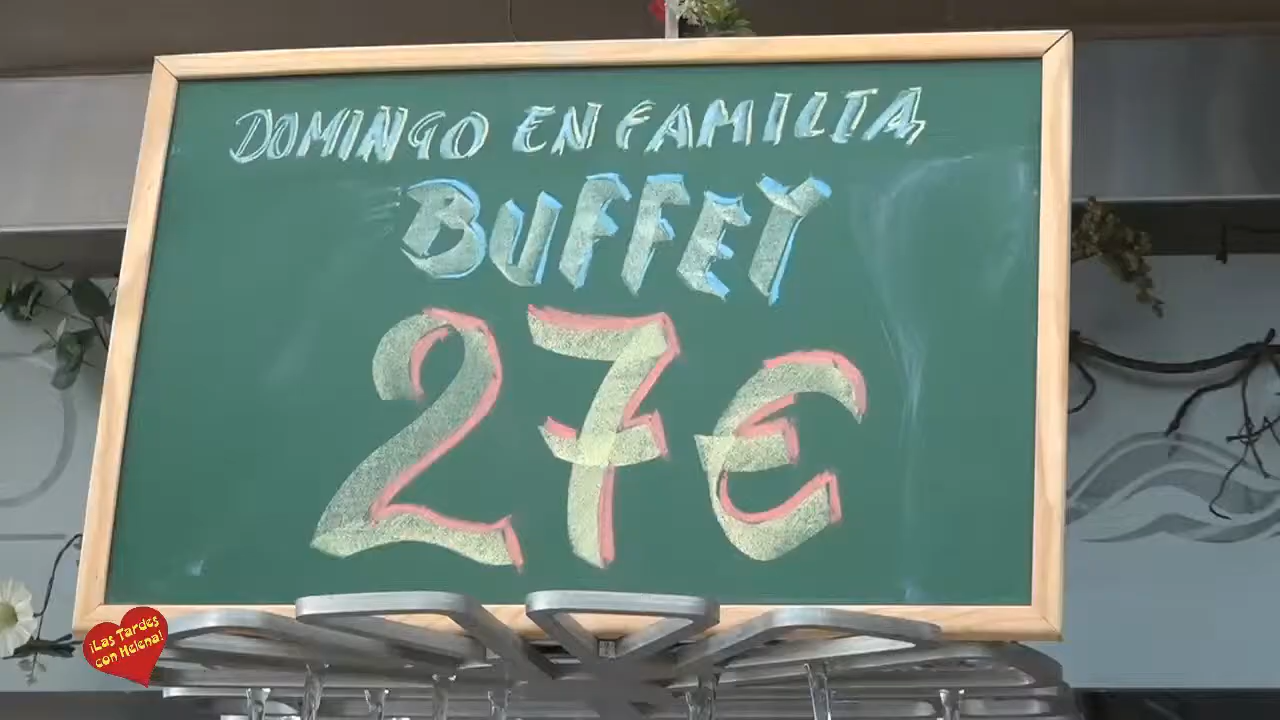 DOMINGO EN FAMILIA
BUFFET
27€
¡Las Tardes
con Helena!